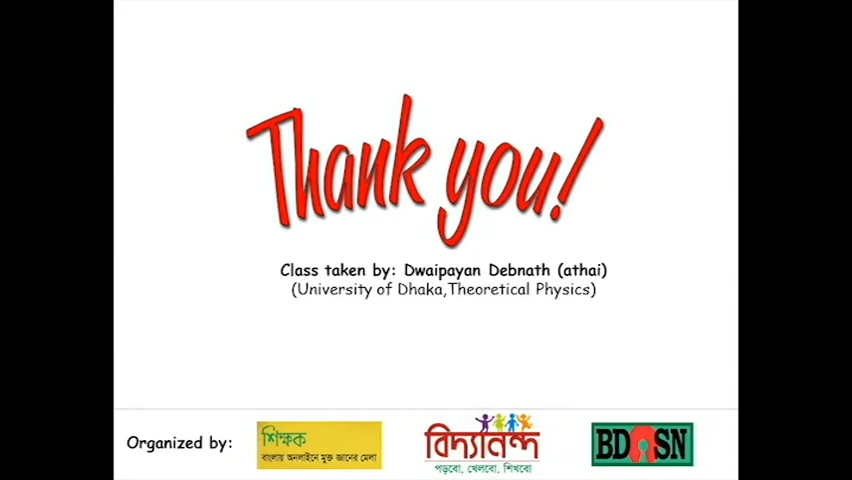 Thank you!
Class taken by: Dwaipayan Debnath (athai)
(University of Dhaka,Theoretical Physics)
Organized by:
শিক্ষক
বাংলায় অনলাইনে মুক্ত জ্ঞানের মেলা
বিদ্যানন্দ
পড়বো, খেলবো, শিখবো
BDOSN